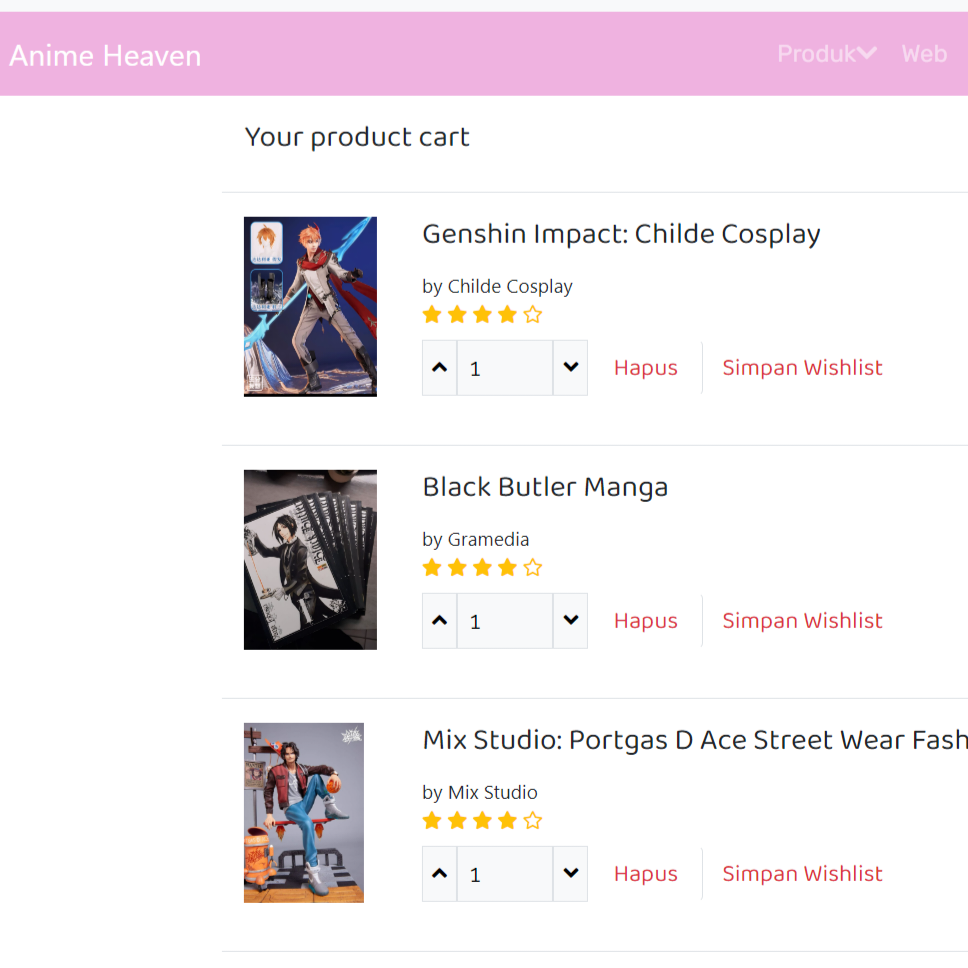 Anime Heaven
Produk
Web
Your product cart
Genshin Impact: Childe Cosplay
by Childe Cosplay
1
Hapus
Simpan Wishlist
Black Butler Manga
by Gramedia
1
Hapus
Simpan Wishlist
Mix Studio: Portgas D Ace Street Wear Fash
by Mix Studio
1
Hapus
Simpan Wishlist